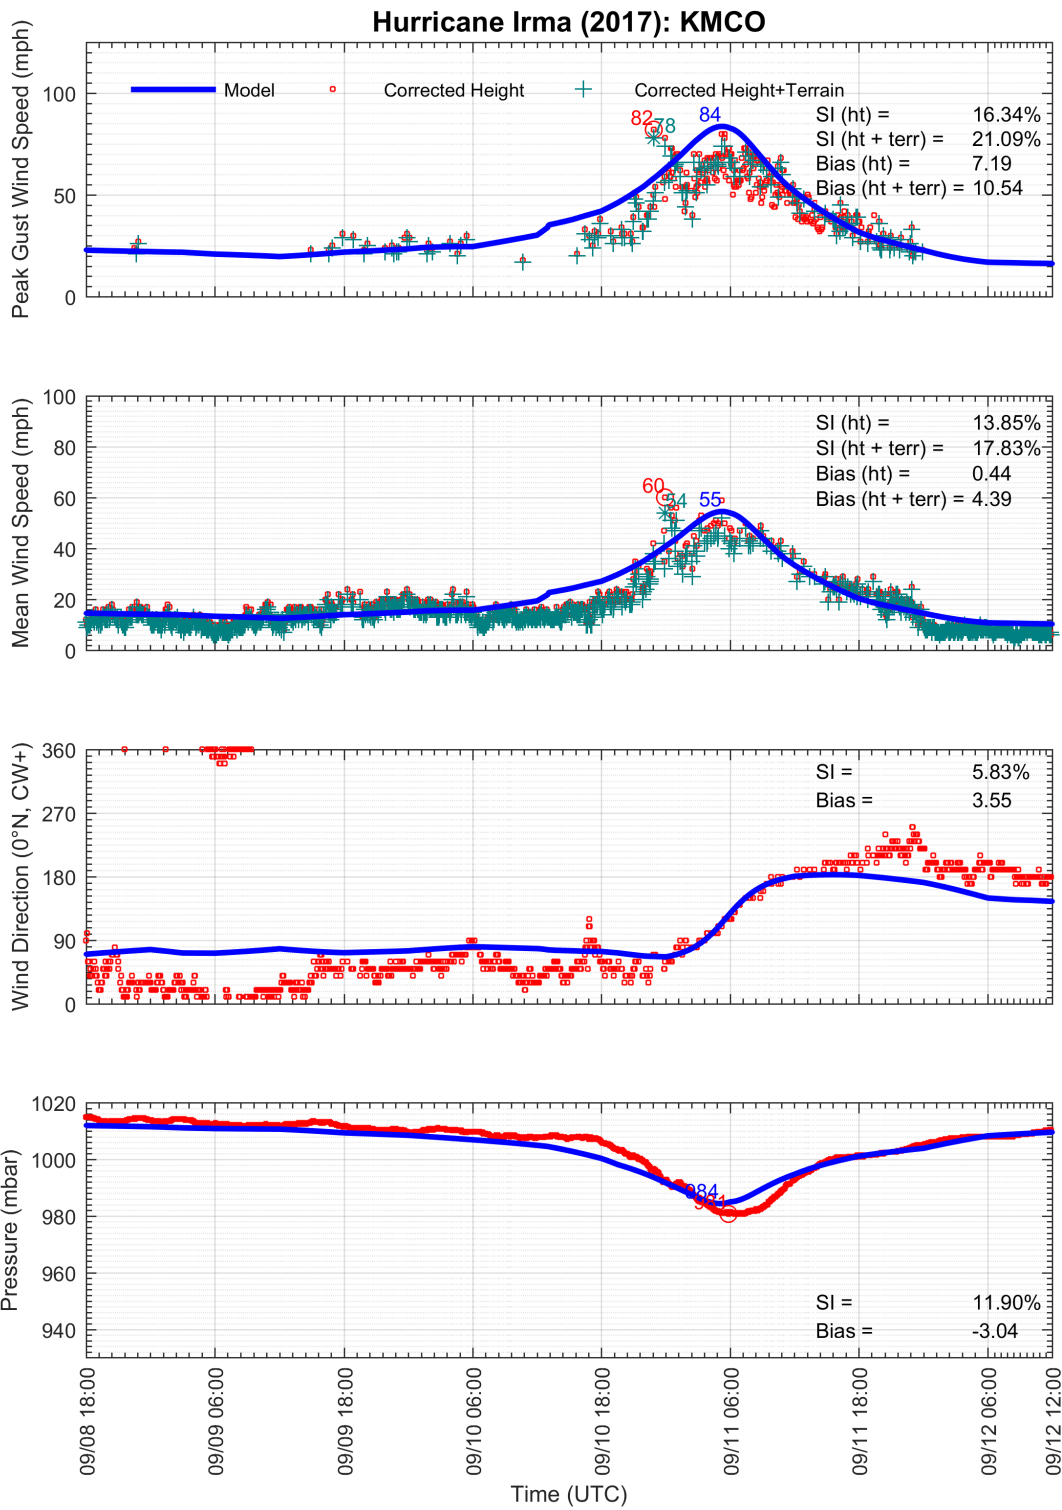 Hurricane Irma (2017): KMCO
Peak Gust Wind Speed (mph)
100
50
0
Model
Corrected Height
Corrected Height+Terrain
82
78
84
SI (ht) = 16.34%
SI (ht + terr) = 21.09%
Bias (ht) = 7.19
Bias (ht + terr) = 10.54
Mean Wind Speed (mph)
100
80
60
40
20
0
60
54
55
SI (ht) = 13.85%
SI (ht + terr) = 17.83%
Bias (ht) = 0.44
Bias (ht + terr) = 4.39
Wind Direction (0°N, CW+)
360
270
180
90
0
SI = 5.83%
Bias = 3.55
Pressure (mbar)
1020
1000
980
960
940
984
981
SI = 11.90%
Bias = -3.04
09/08 18:00
09/09 06:00
09/09 18:00
09/10 06:00
09/10 18:00
09/11 06:00
09/11 18:00
09/12 06:00
09/12 12:00
Time (UTC)